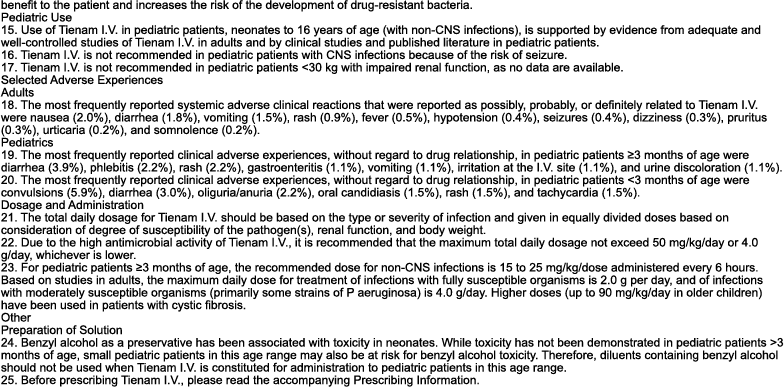 benefit to the patient and increases the risk of the development of drug-resistant bacteria.
Pediatric Use
15. Use of Tienam I.V. in pediatric patients, neonates to 16 years of age (with non-CNS infections), is supported by evidence from adequate and
well-controlled studies of Tienam I.V. in adults and by clinical studies and published literature in pediatric patients.
16. Tienam I.V. is not recommended in pediatric patients with CNS infections because of the risk of seizure.
17. Tienam I.V. is not recommended in pediatric patients <30 kg with impaired renal function, as no data are available.
Selected Adverse Experiences
Adults
18. The most frequently reported systemic adverse clinical reactions that were reported as possibly, probably, or definitely related to Tienam I.V.
were nausea (2.0%), diarrhea (1.8%), vomiting (1.5%), rash (0.9%), fever (0.5%), hypotension (0.4%), seizures (0.4%), dizziness (0.3%), pruritus
(0.3%), urticaria (0.2%), and somnolence (0.2%).
Pediatrics
19. The most frequently reported clinical adverse experiences, without regard to drug relationship, in pediatric patients ≥3 months of age were
diarrhea (3.9%), phlebitis (2.2%), rash (2.2%), gastroenteritis (1.1%), vomiting (1.1%), irritation at the I.V. site (1.1%), and urine discoloration (1.1%).
20. The most frequently reported clinical adverse experiences, without regard to drug relationship, in pediatric patients <3 months of age were
convulsions (5.9%), diarrhea (3.0%), oliguria/anuria (2.2%), oral candidiasis (1.5%), rash (1.5%), and tachycardia (1.5%).
Dosage and Administration
21. The total daily dosage for Tienam I.V. should be based on the type or severity of infection and given in equally divided doses based on
consideration of degree of susceptibility of the pathogen(s), renal function, and body weight.
22. Due to the high antimicrobial activity of Tienam I.V., it is recommended that the maximum total daily dosage not exceed 50 mg/kg/day or 4.0
g/day, whichever is lower.
23. For pediatric patients ≥3 months of age, the recommended dose for non-CNS infections is 15 to 25 mg/kg/dose administered every 6 hours.
Based on studies in adults, the maximum daily dose for treatment of infections with fully susceptible organisms is 2.0 g per day, and of infections
with moderately susceptible organisms (primarily some strains of P aeruginosa) is 4.0 g/day. Higher doses (up to 90 mg/kg/day in older children)
have been used in patients with cystic fibrosis.
Other
Preparation of Solution
24. Benzyl alcohol as a preservative has been associated with toxicity in neonates. While toxicity has not been demonstrated in pediatric patients >3
months of age, small pediatric patients in this age range may also be at risk for benzyl alcohol toxicity. Therefore, diluents containing benzyl alcohol
should not be used when Tienam I.V. is constituted for administration to pediatric patients in this age range.
25. Before prescribing Tienam I.V., please read the accompanying Prescribing Information.